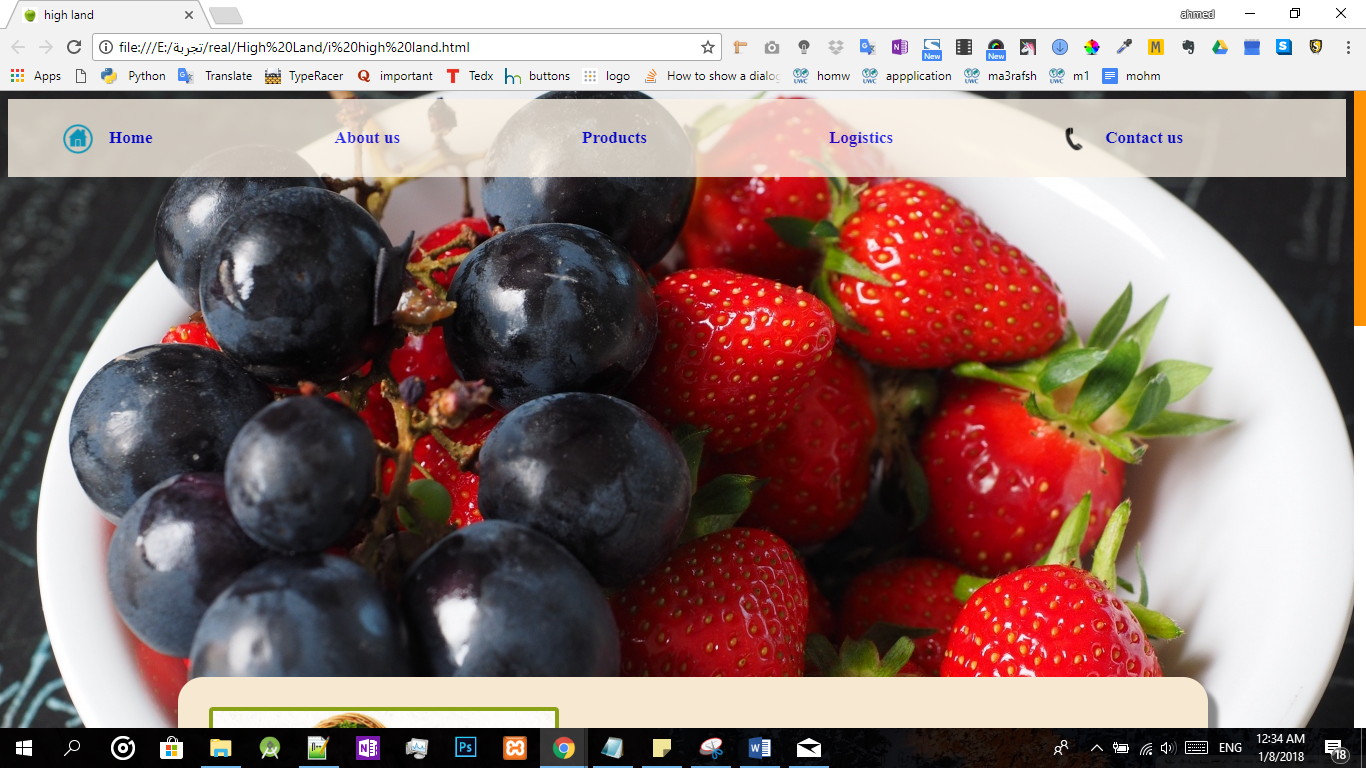 high land
ahmed
file:///E:/تجربة/real/High%20Land/i%20high%20land.html
New
New
Apps Python Translate TypeRacer important Tedx buttons logo How to show a dialog homw appplication ma3rafsh m1 mohm
Home About us Products Logistics Contact us
ENG
12:34 AM
1/8/2018
18